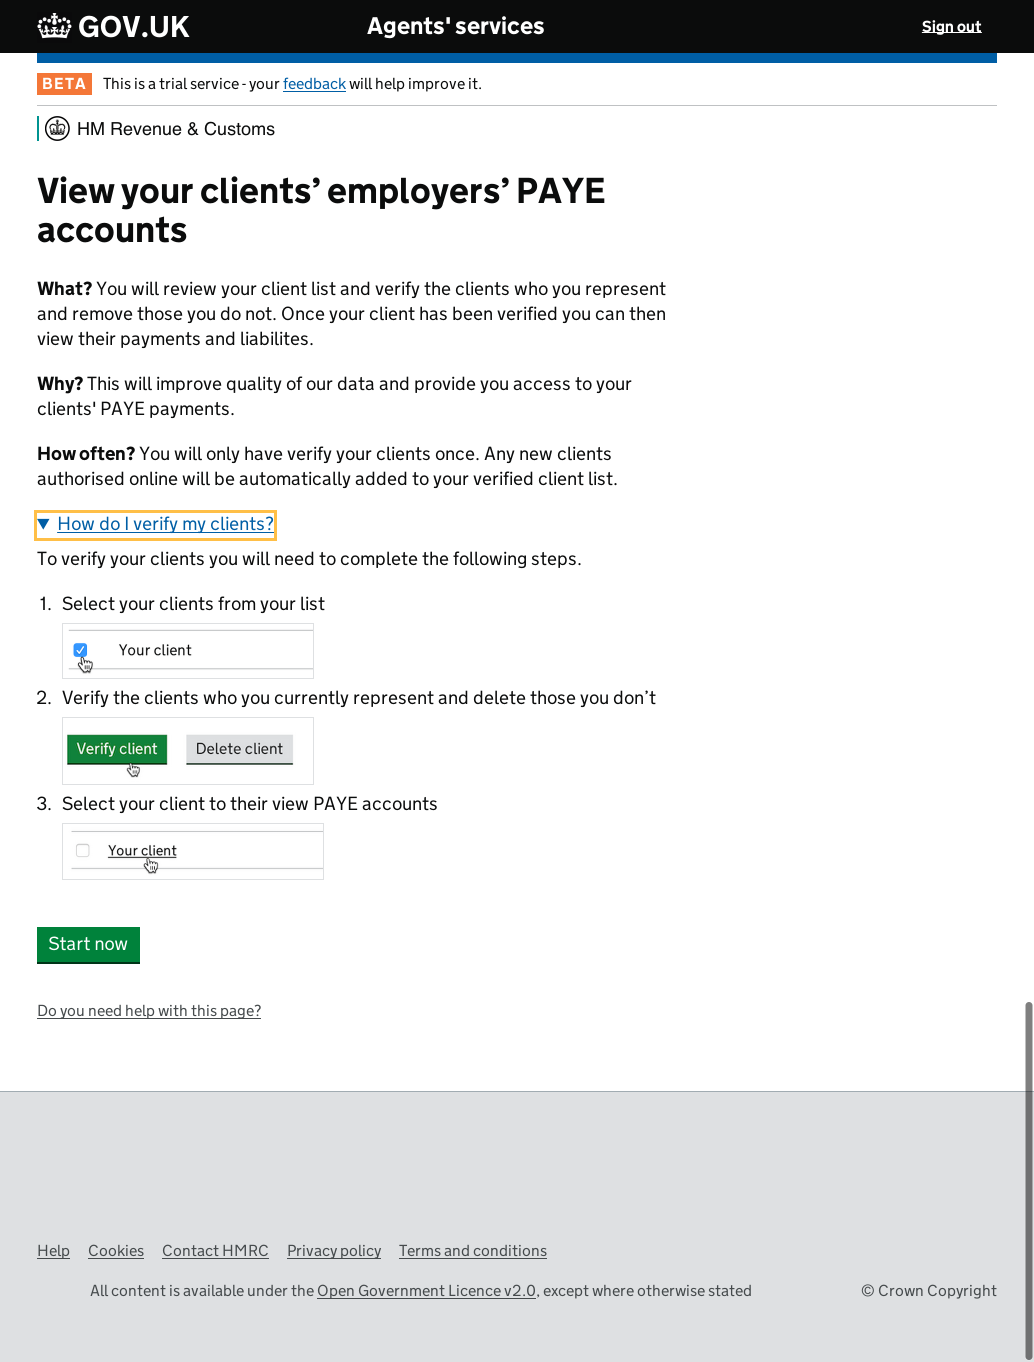 GOV.UK
Agents' services
Sign out
BETA This is a trial service - your feedback will help improve it.
HM Revenue & Customs
View your clients’ employers’ PAYE
accounts
What? You will review your client list and verify the clients who you represent
and remove those you do not. Once your client has been verified you can then
view their payments and liabilites.
Why? This will improve quality of our data and provide you access to your
clients' PAYE payments.
How often? You will only have verify your clients once. Any new clients
authorised online will be automatically added to your verified client list.
How do I verify my clients?
To verify your clients you will need to complete the following steps.
1. Select your clients from your list
Your client
2. Verify the clients who you currently represent and delete those you don’t
Verify client Delete client
3. Select your client to their view PAYE accounts
Your client
Start now
Do you need help with this page?
Help Cookies Contact HMRC Privacy policy Terms and conditions
All content is available under the Open Government Licence v2.0, except where otherwise stated
© Crown Copyright